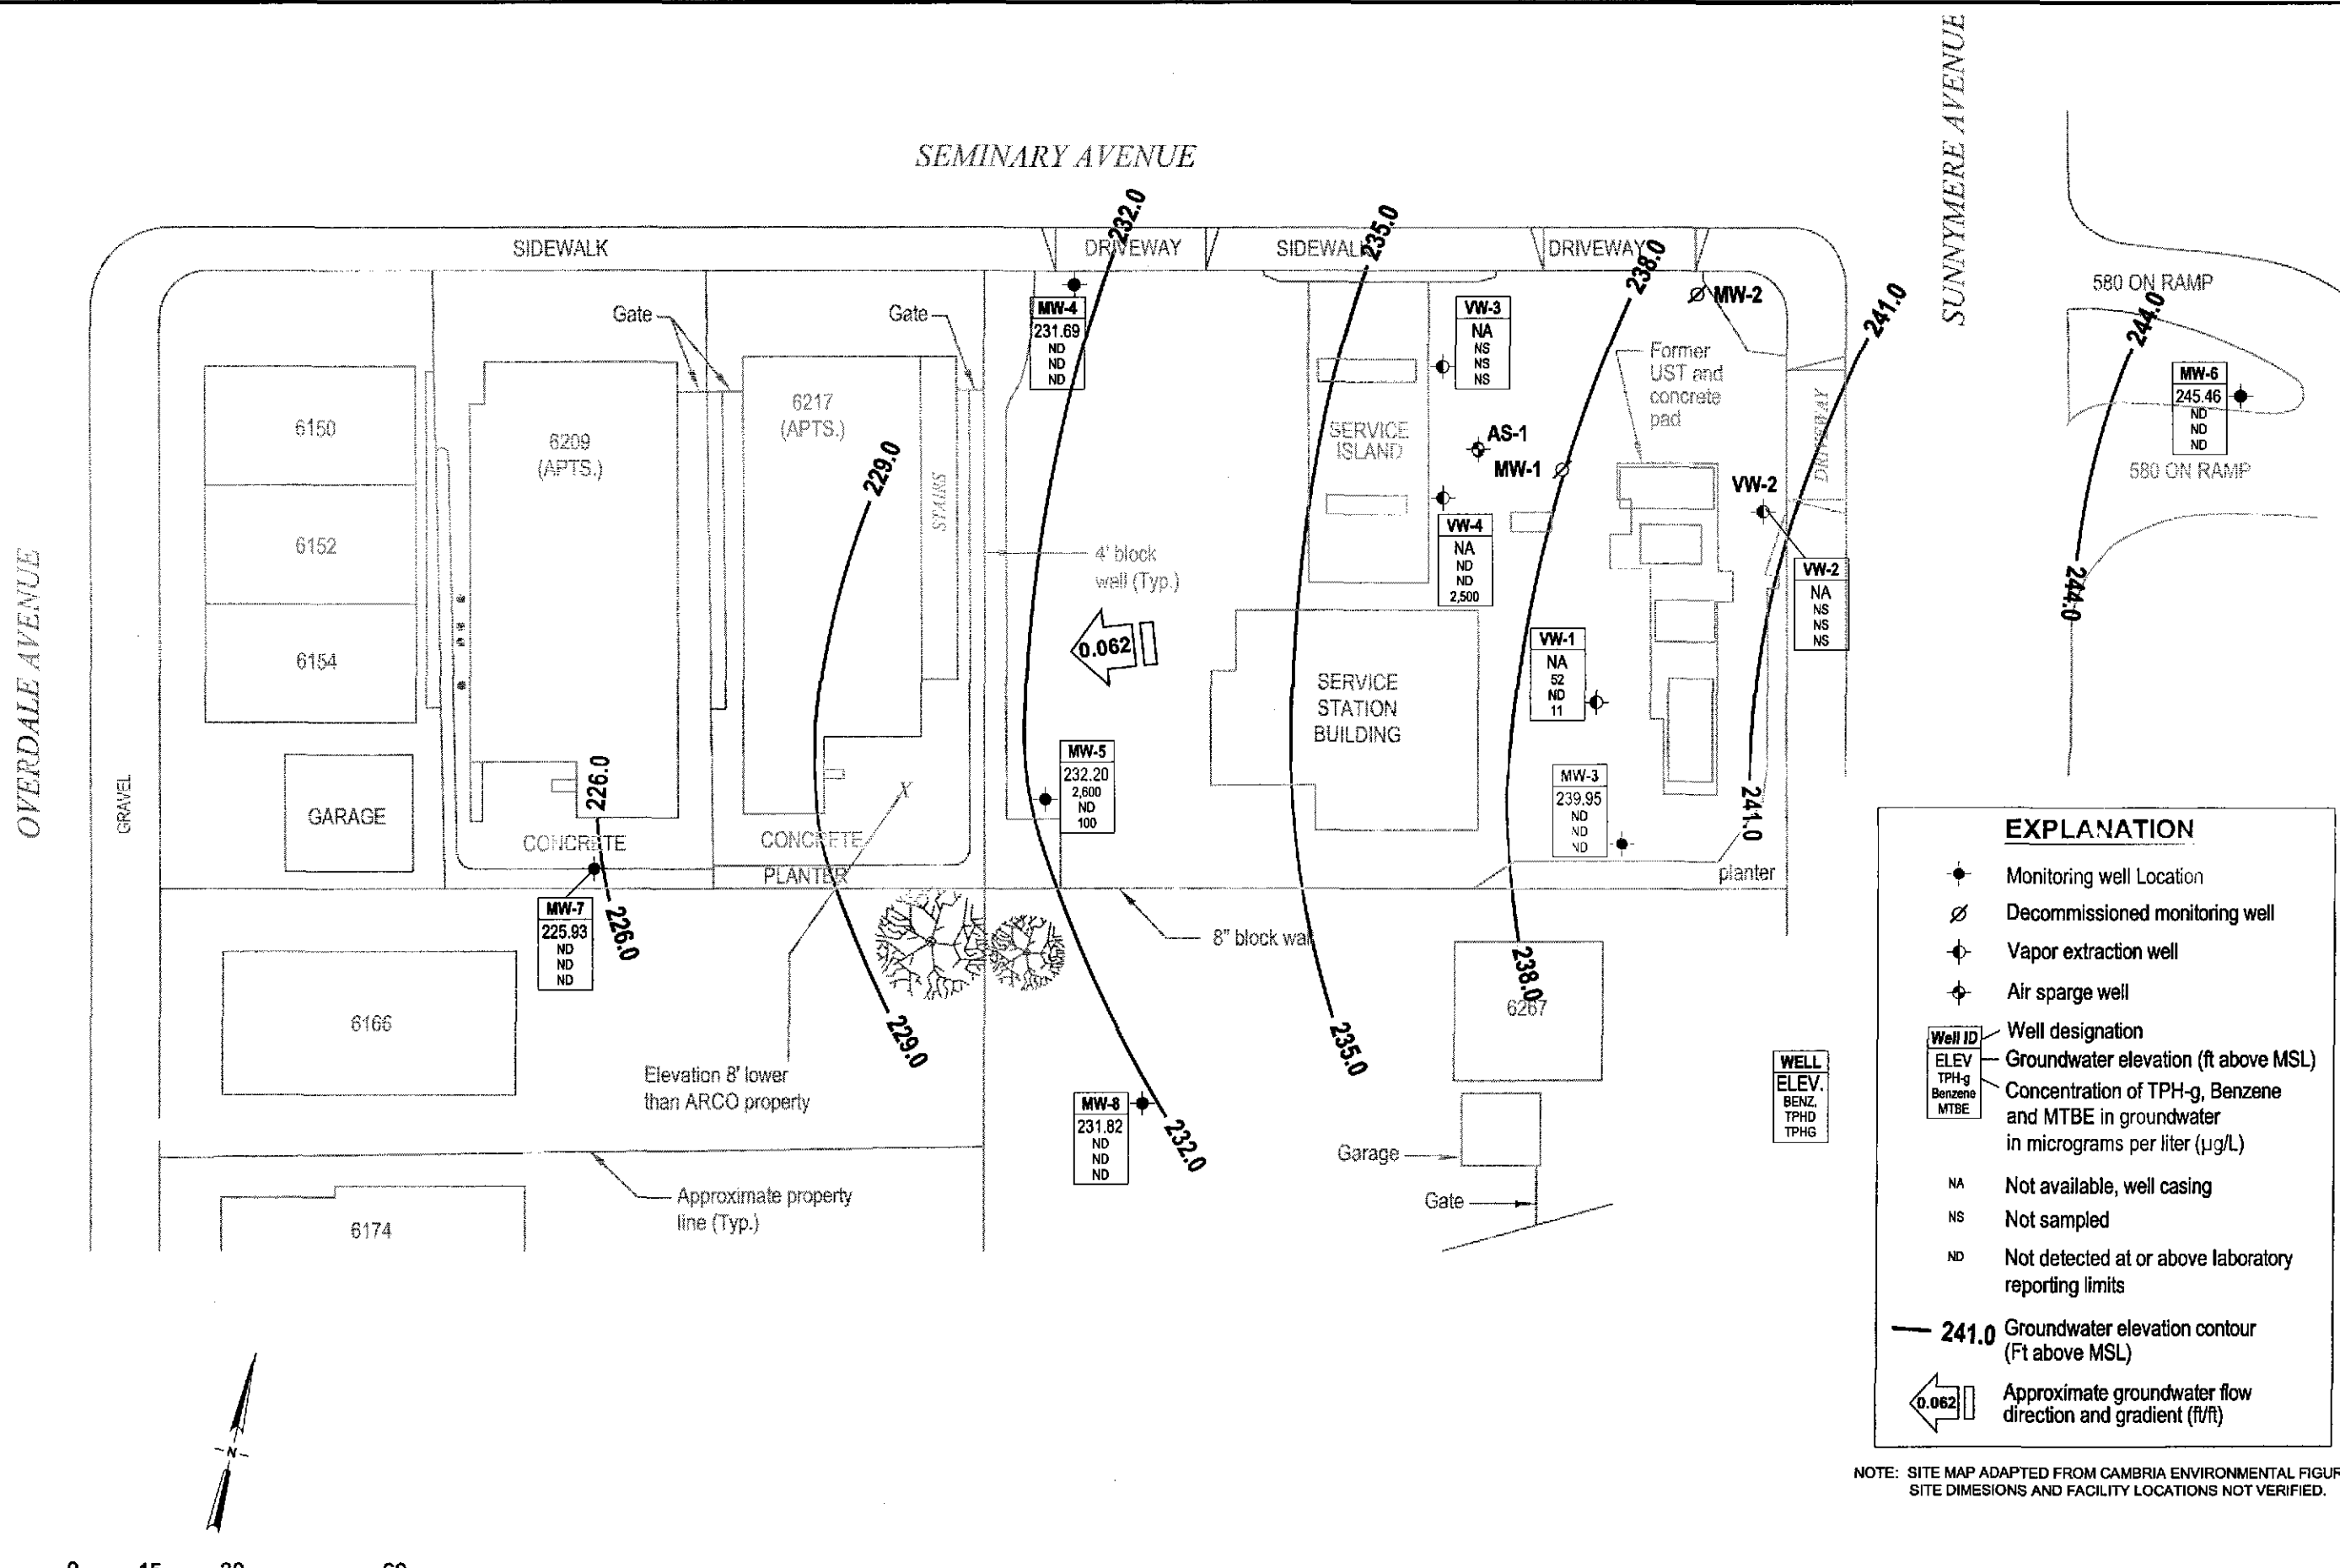 SEMINARY AVENUE
SUNNYMERE AVENUE
OVERDALE AVENUE
SIDEWALK
DRIVEWAY
SIDEWALK
DRIVEWAY
232.0
235.0
238.0
241.0
244.0
580 ON RAMP
580 ON RAMP
Gate
Gate
MW-4
231.69
ND
ND
ND
VW-3
NA
NS
NS
NS
MW-2
Former
UST and
concrete
pad
MW-6
245.46
ND
ND
ND
6150
6152
6154
6209
(APTS.)
6217
(APTS.)
229.0
STAIRS
SERVICE
ISLAND
AS-1
MW-1
VW-2
DRIVEWAY
VW-4
NA
ND
ND
2,500
4' block
wall (Typ.)
VW-2
NA
NS
NS
NS
244.0
0.062
VW-1
NA
52
ND
11
SERVICE
STATION
BUILDING
MW-5
232.20
2,600
ND
100
MW-3
239.95
ND
ND
ND
241.0
GRAVEL
GARAGE
226.0
CONCRETE
X
CONCRETE
PLANTER
planter
MW-7
225.93
ND
ND
ND
226.0
8" block wal
238.0
6267
6166
229.0
235.0
Elevation 8' lower
than ARCO property
MW-8
231.82
ND
ND
ND
232.0
WELL
ELEV.
BENZ.
TPHD
TPHG
Garage
Gate
Approximate property
line (Typ.)
6174
EXPLANATION
Monitoring well Location
Decommissioned monitoring well
Vapor extraction well
Air sparge well
Well ID
ELEV
TPH-g
Benzene
MTBE
Well designation
Groundwater elevation (ft above MSL)
Concentration of TPH-g, Benzene
and MTBE in groundwater
in micrograms per liter (µg/L)
NA Not available, well casing
NS Not sampled
ND Not detected at or above laboratory
reporting limits
241.0 Groundwater elevation contour
(Ft above MSL)
0.062 Approximate groundwater flow
direction and gradient (ft/ft)
NOTE: SITE MAP ADAPTED FROM CAMBRIA ENVIRONMENTAL FIGUR
SITE DIMESIONS AND FACILITY LOCATIONS NOT VERIFIED.
N